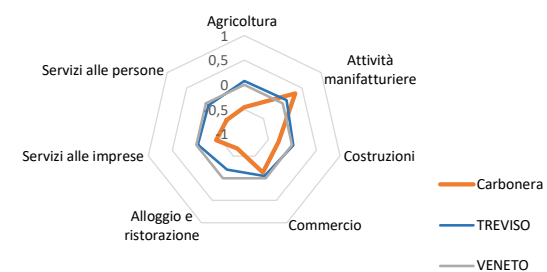 Agricoltura
1
0,5
0
0,5
-1
Attività
manifatturiere
Costruzioni
Commercio
Alloggio e
ristorazione
Servizi alle imprese
Servizi alle persone
Carbonera
TREVISO
VENETO